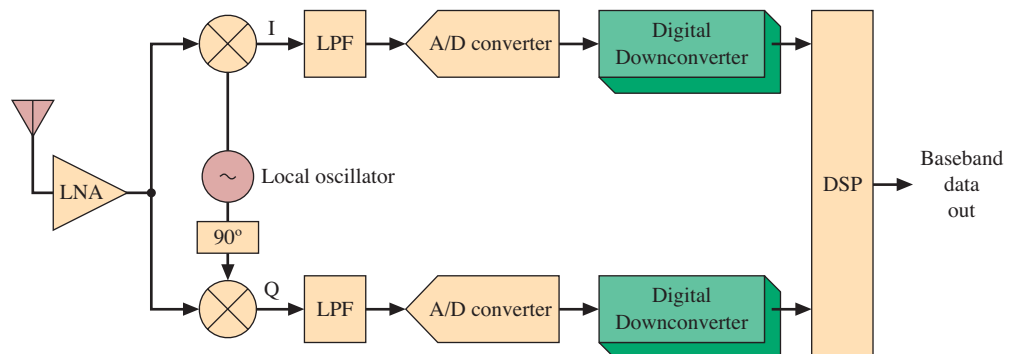 I
LPF
A/D converter
Digital
Downconverter
LNA
~
Local oscillator
90º
DSP
Baseband
data
out
Q
LPF
A/D converter
Digital
Downconverter